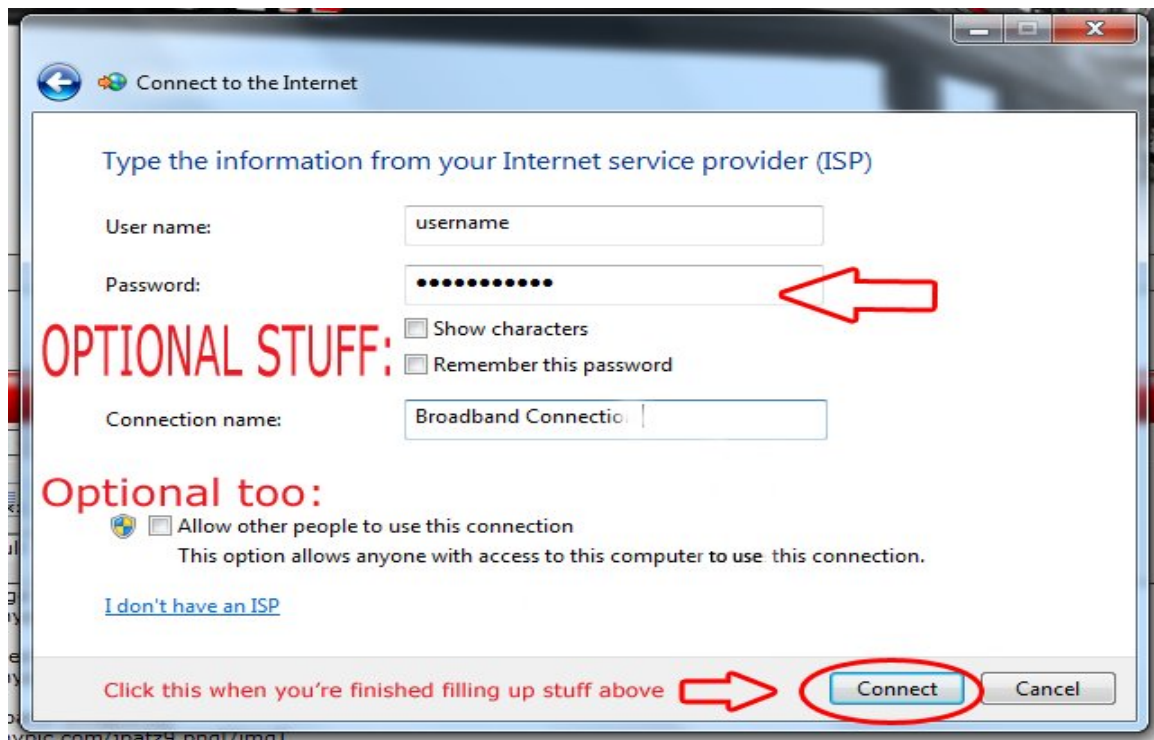 Connect to the Internet
Type the information from your Internet service provider (ISP)
User name: username
Password: •••••••••••
OPTIONAL STUFF: Show characters
Remember this password
Connection name: Broadband Connectio
Optional too:
Allow other people to use this connection
This option allows anyone with access to this computer to use this connection.
I don't have an ISP
Click this when you're finished filling up stuff above Connect Cancel